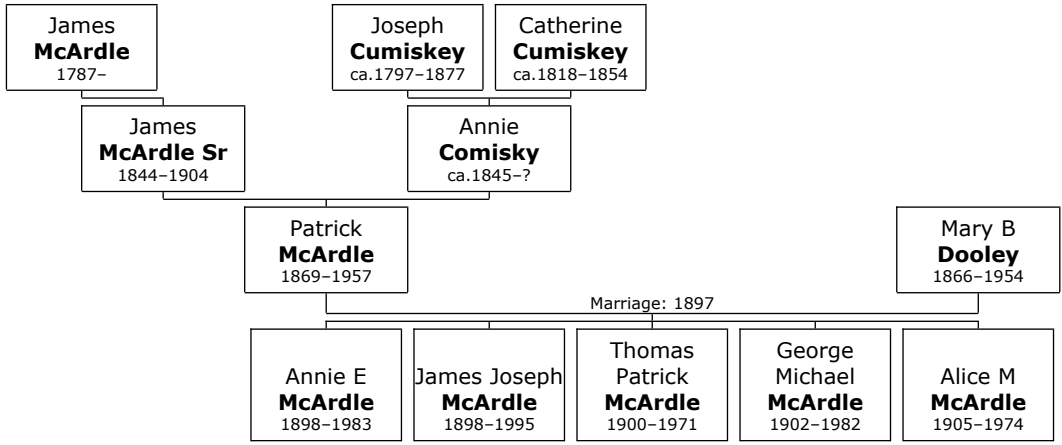 James
McArdle
1787–
Joseph
Cumiskey
ca.1797–1877
Catherine
Cumiskey
ca.1818–1854
James
McArdle Sr
1844–1904
Annie
Comisky
ca.1845–?
Patrick
McArdle
1869–1957
Mary B
Dooley
1866–1954
Marriage: 1897
Annie E
McArdle
1898–1983
James Joseph
McArdle
1898–1995
Thomas
Patrick
McArdle
1900–1971
George
Michael
McArdle
1902–1982
Alice M
McArdle
1905–1974